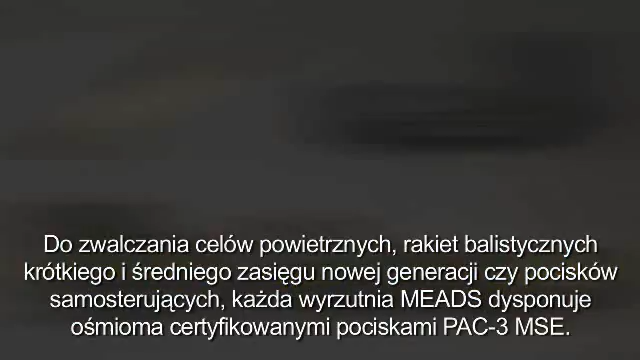 Do zwalczania celów powietrznych, rakiet balistycznych
krótkiego i średniego zasięgu nowej generacji czy pocisków
samosterujących, każda wyrzutnia MEADS dysponuje
ośmioma certyfikowanymi pociskami PAC-3 MSE.